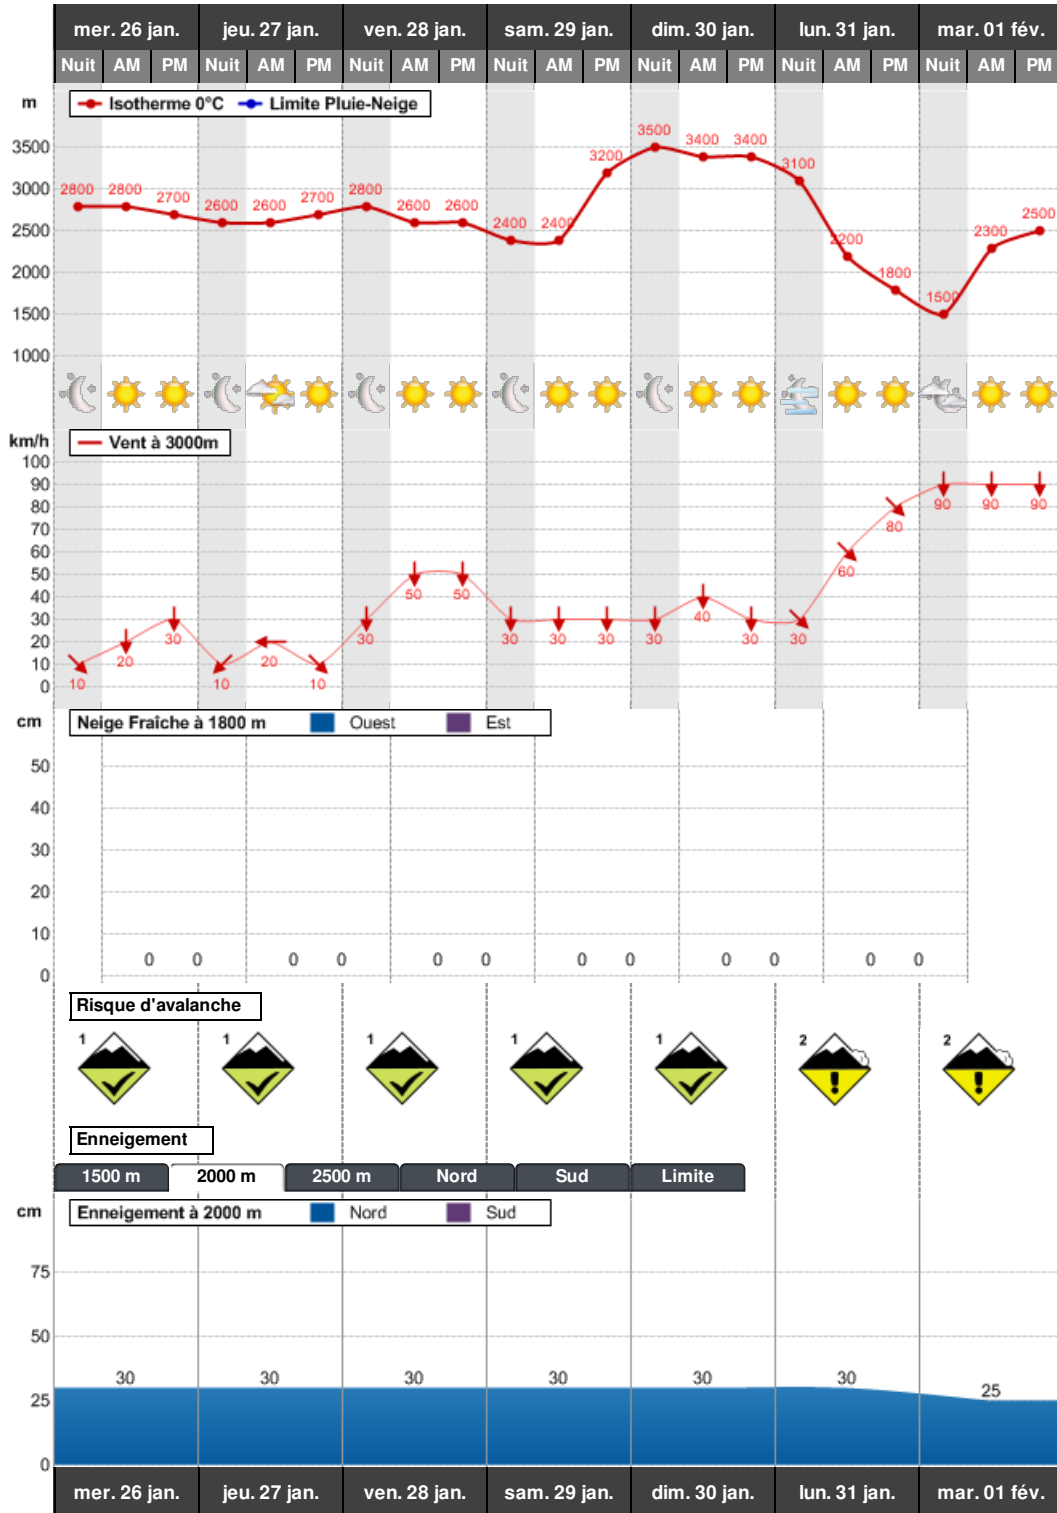 mer. 26 jan. jeu. 27 jan. ven. 28 jan. sam. 29 jan. dim. 30 jan. lun. 31 jan. mar. 01 fév.
Nuit AM PM Nuit AM PM Nuit AM PM Nuit AM PM Nuit AM PM Nuit AM PM Nuit AM PM
m Isotherme 0°C Limite Pluie-Neige
3500
3000
2500
2000
1500
1000
2800 2800 2700 2600 2600 2700 2800 2600 2600 2400 2400 3200 3500 3400 3400 3100 2200 1800 1500 2300 2500
km/h Vent à 3000m
100
90
80
70
60
50
40
30
20
10
0
10 20 30 10 20 10 30 50 50 30 30 30 30 40 30 30 60 80 90 90 90
cm Neige Fraîche à 1800 m Ouest Est
50
40
30
20
10
0
0 0 0 0 0 0 0 0 0 0 0 0 0 0
Risque d'avalanche
1 1 1 1 1 2 2
Enneigement
1500 m 2000 m 2500 m Nord Sud Limite
cm Enneigement à 2000 m Nord Sud
75
50
25
0
30 30 30 30 30 30 25
mer. 26 jan. jeu. 27 jan. ven. 28 jan. sam. 29 jan. dim. 30 jan. lun. 31 jan. mar. 01 fév.